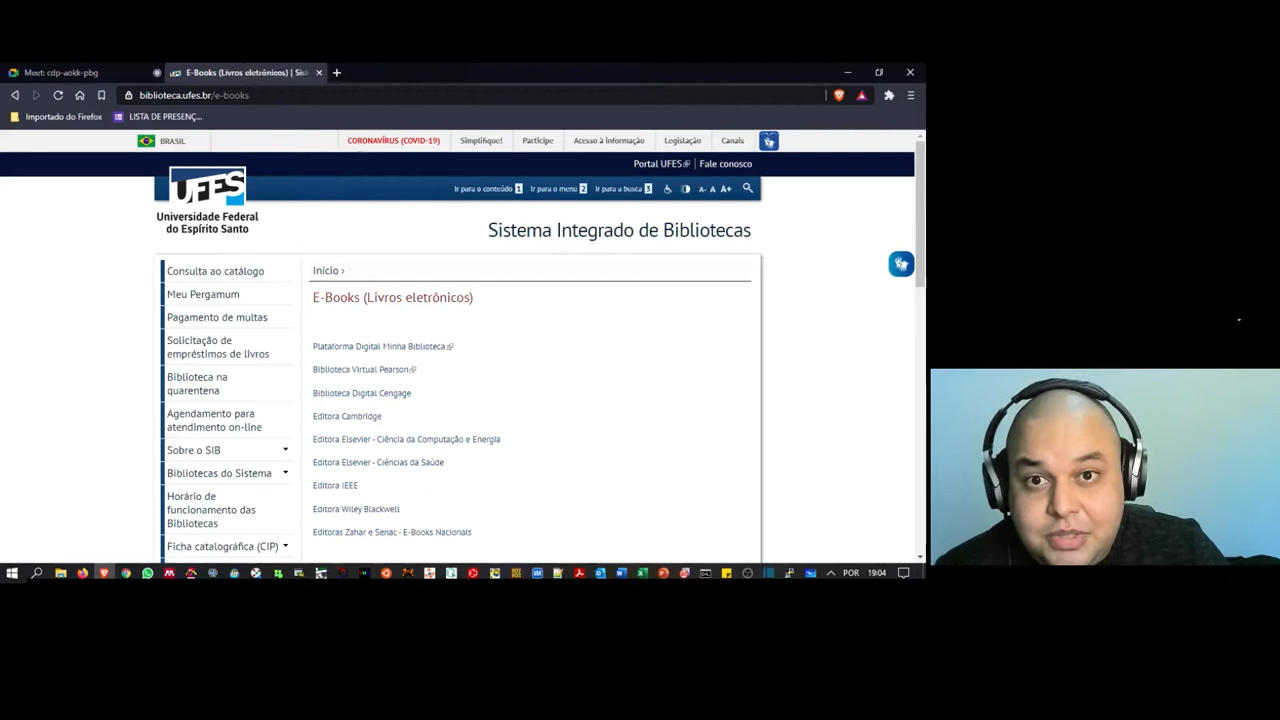 Meet: cdp-aokk-pbg
E-Books (Livros eletrônicos) | Sis
biblioteca.ufes.br/e-books
Importado do Firefox
LISTA DE PRESENÇ...
BRASIL
CORONAVÍRUS (COVID-19)
Simplifique!
Participe
Acesso à informação
Legislação
Canais
Portal UFES
Fale conosco
Ir para o conteúdo 1
Ir para o menu 2
Ir para a busca 3
A- A A+
UFES
Universidade Federal
do Espírito Santo
Sistema Integrado de Bibliotecas
Consulta ao catálogo
Meu Pergamum
Pagamento de multas
Solicitação de
empréstimos de livros
Biblioteca na
quarentena
Agendamento para
atendimento on-line
Sobre o SIB
Bibliotecas do Sistema
Horário de
funcionamento das
Bibliotecas
Ficha catalográfica (CIP)
Início ›
E-Books (Livros eletrônicos)
Plataforma Digital Minha Biblioteca
Biblioteca Virtual Pearson
Biblioteca Digital Cengage
Editora Cambridge
Editora Elsevier - Ciência da Computação e Energia
Editora Elsevier - Ciências da Saúde
Editora IEEE
Editora Wiley Blackwell
Editoras Zahar e Senac - E-Books Nacionais
POR
19:04